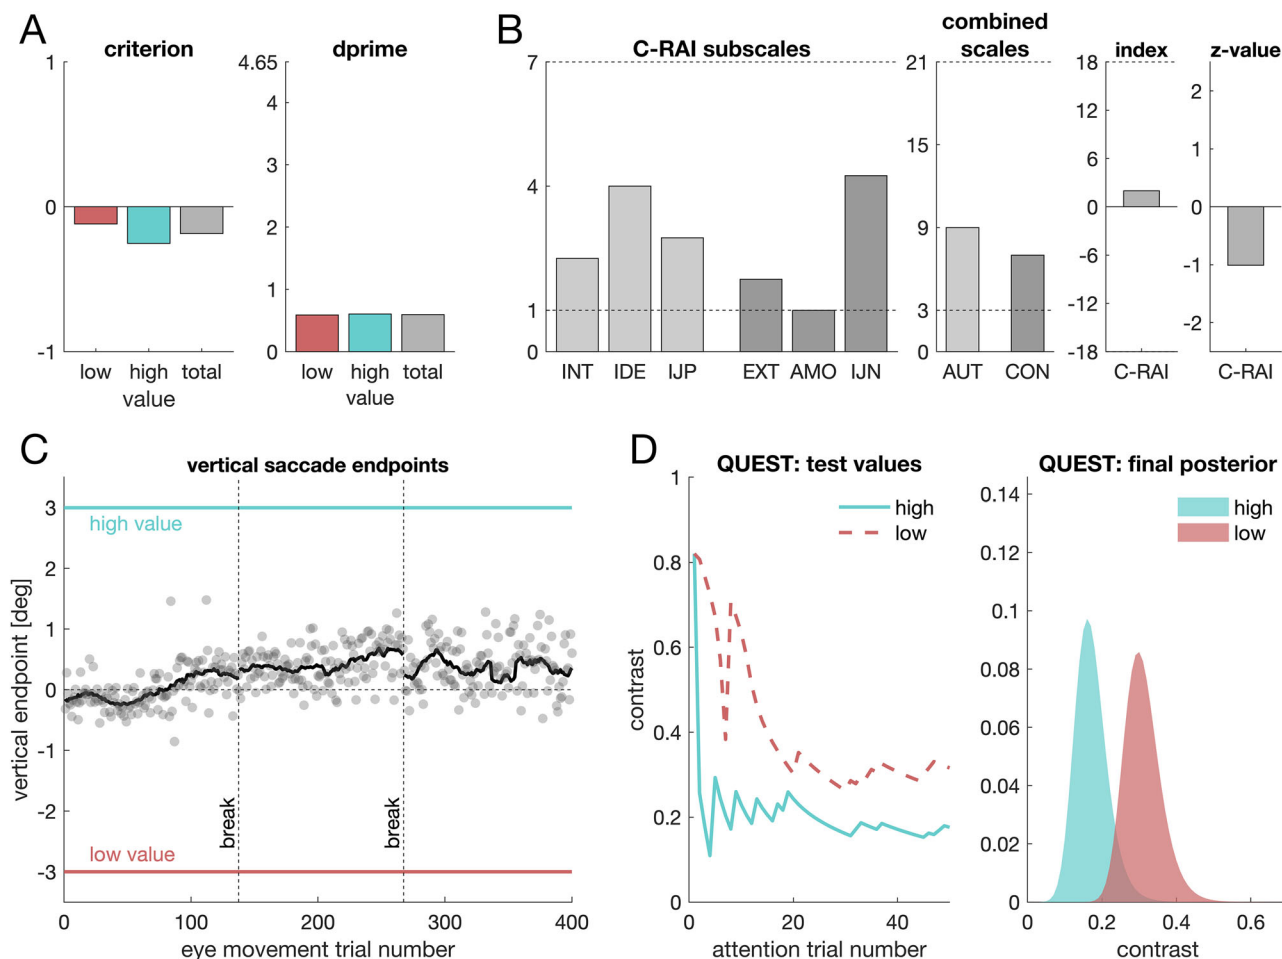 A
criterion
1
0
-1
low high total
value
dprime
4.65
4
3
2
1
0
low high total
value
B
C-RAI subscales
7
4
1
0
INT IDE IJP EXT AMO IJN
combined
scales
21
15
9
3
0
AUT CON
index
18
12
6
0
-6
-12
-18
C-RAI
z-value
2
1
0
-1
-2
C-RAI
C
vertical saccade endpoints
vertical endpoint [deg]
3
2
1
0
-1
-2
-3
high value
low value
break
break
0 100 200 300 400
eye movement trial number
D
QUEST: test values
high
low
contrast
1
0.8
0.6
0.4
0.2
0
0 20 40
attention trial number
QUEST: final posterior
high
low
0.14
0.12
0.1
0.08
0.06
0.04
0.02
0
0 0.2 0.4 0.6
contrast